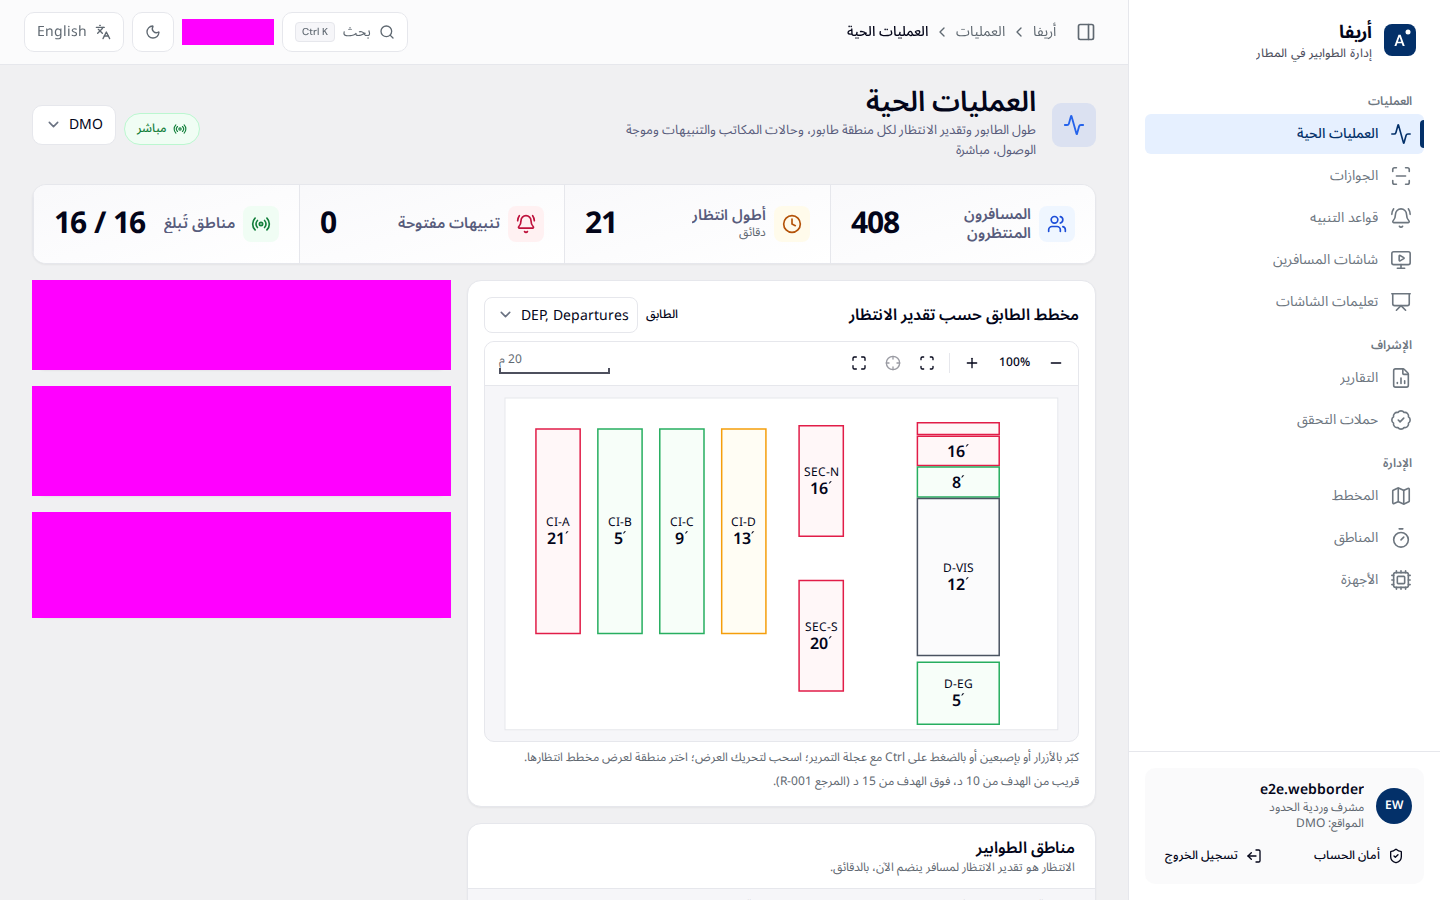 أريفا
إدارة الطوابير في المطار
العمليات
العمليات الحية
الجوازات
قواعد التنبيه
شاشات المسافرين
تعليمات الشاشات
الإشراف
التقارير
حملات التحقق
الإدارة
المخطط
المناطق
الأجهزة
EW
e2e.webborder
مشرف وردية الحدود
المواقع: DMO
أمان الحساب
تسجيل الخروج
أريفا
العمليات
العمليات الحية
بحث
Ctrl K
English
العمليات الحية
طول الطابور وتقدير الانتظار لكل منطقة طابور، وحالات المكاتب والتنبيهات وموجة
الوصول، مباشرة
مباشر
DMO
المسافرون
المنتظرون
408
أطول انتظار
دقائق
21
تنبيهات مفتوحة
0
مناطق تُبلغ
16 / 16
مخطط الطابق حسب تقدير الانتظار
الطابق
DEP, Departures
100%
20 م
CI-A
21′
CI-B
5′
CI-C
9′
CI-D
13′
SEC-N
16′
SEC-S
20′
16′
8′
D-VIS
12′
D-EG
5′
كبّر بالأزرار أو بإصبعين أو بالضغط على Ctrl مع عجلة التمرير؛ اسحب لتحريك العرض؛ اختر منطقة لعرض مخطط انتظارها.
قريب من الهدف من 10 د، فوق الهدف من 15 د (المرجع R-001).
مناطق الطوابير
الانتظار هو تقدير الانتظار لمسافر ينضم الآن، بالدقائق.